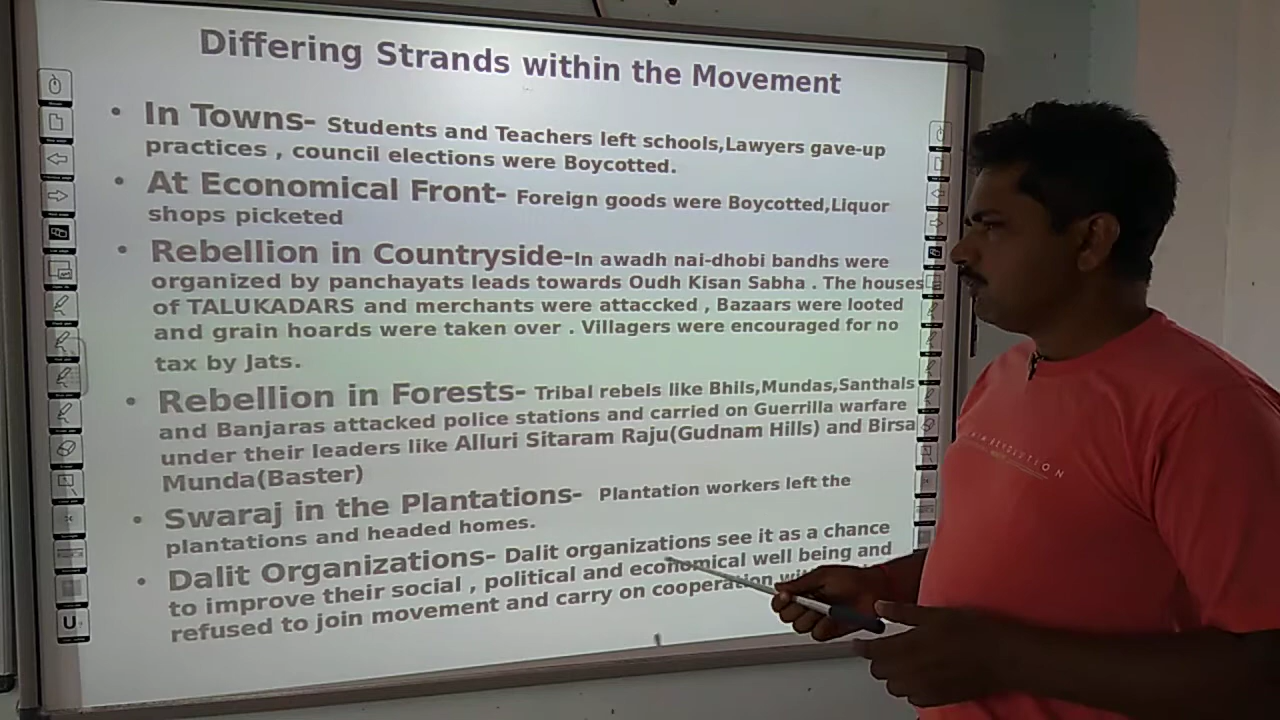 Differing Strands within the Movement
• In Towns- Students and Teachers left schools,Lawyers gave-up
practices , council elections were Boycotted.
• At Economical Front- Foreign goods were Boycotted,Liquor
shops picketed
• Rebellion in Countryside-In awadh nai-dhobi bandhs were
organized by panchayats leads towards Oudh Kisan Sabha . The houses
of TALUKADARS and merchants were attaccked , Bazaars were looted
and grain hoards were taken over . Villagers were encouraged for no
tax by Jats.
• Rebellion in Forests- Tribal rebels like Bhils,Mundas,Santhals
and Banjaras attacked police stations and carried on Guerrilla warfare
under their leaders like Alluri Sitaram Raju(Gudnam Hills) and Birsa
Munda(Baster)
• Swaraj in the Plantations- Plantation workers left the
plantations and headed homes.
• Dalit Organizations- Dalit organizations see it as a chance
to improve their social , political and economical well being and
refused to join movement and carry on cooperation
REVOLUTION